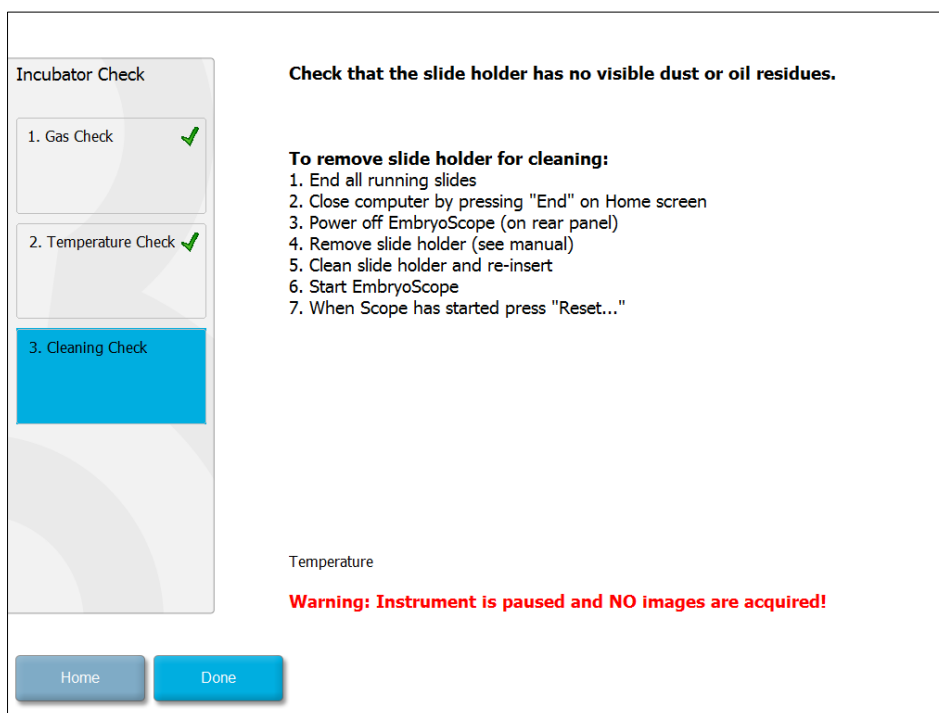 Incubator Check
1. Gas Check
2. Temperature Check
3. Cleaning Check
Check that the slide holder has no visible dust or oil residues.
To remove slide holder for cleaning:
1. End all running slides
2. Close computer by pressing "End" on Home screen
3. Power off EmbryoScope (on rear panel)
4. Remove slide holder (see manual)
5. Clean slide holder and re-insert
6. Start EmbryoScope
7. When Scope has started press "Reset..."
Temperature
Warning: Instrument is paused and NO images are acquired!
Home
Done